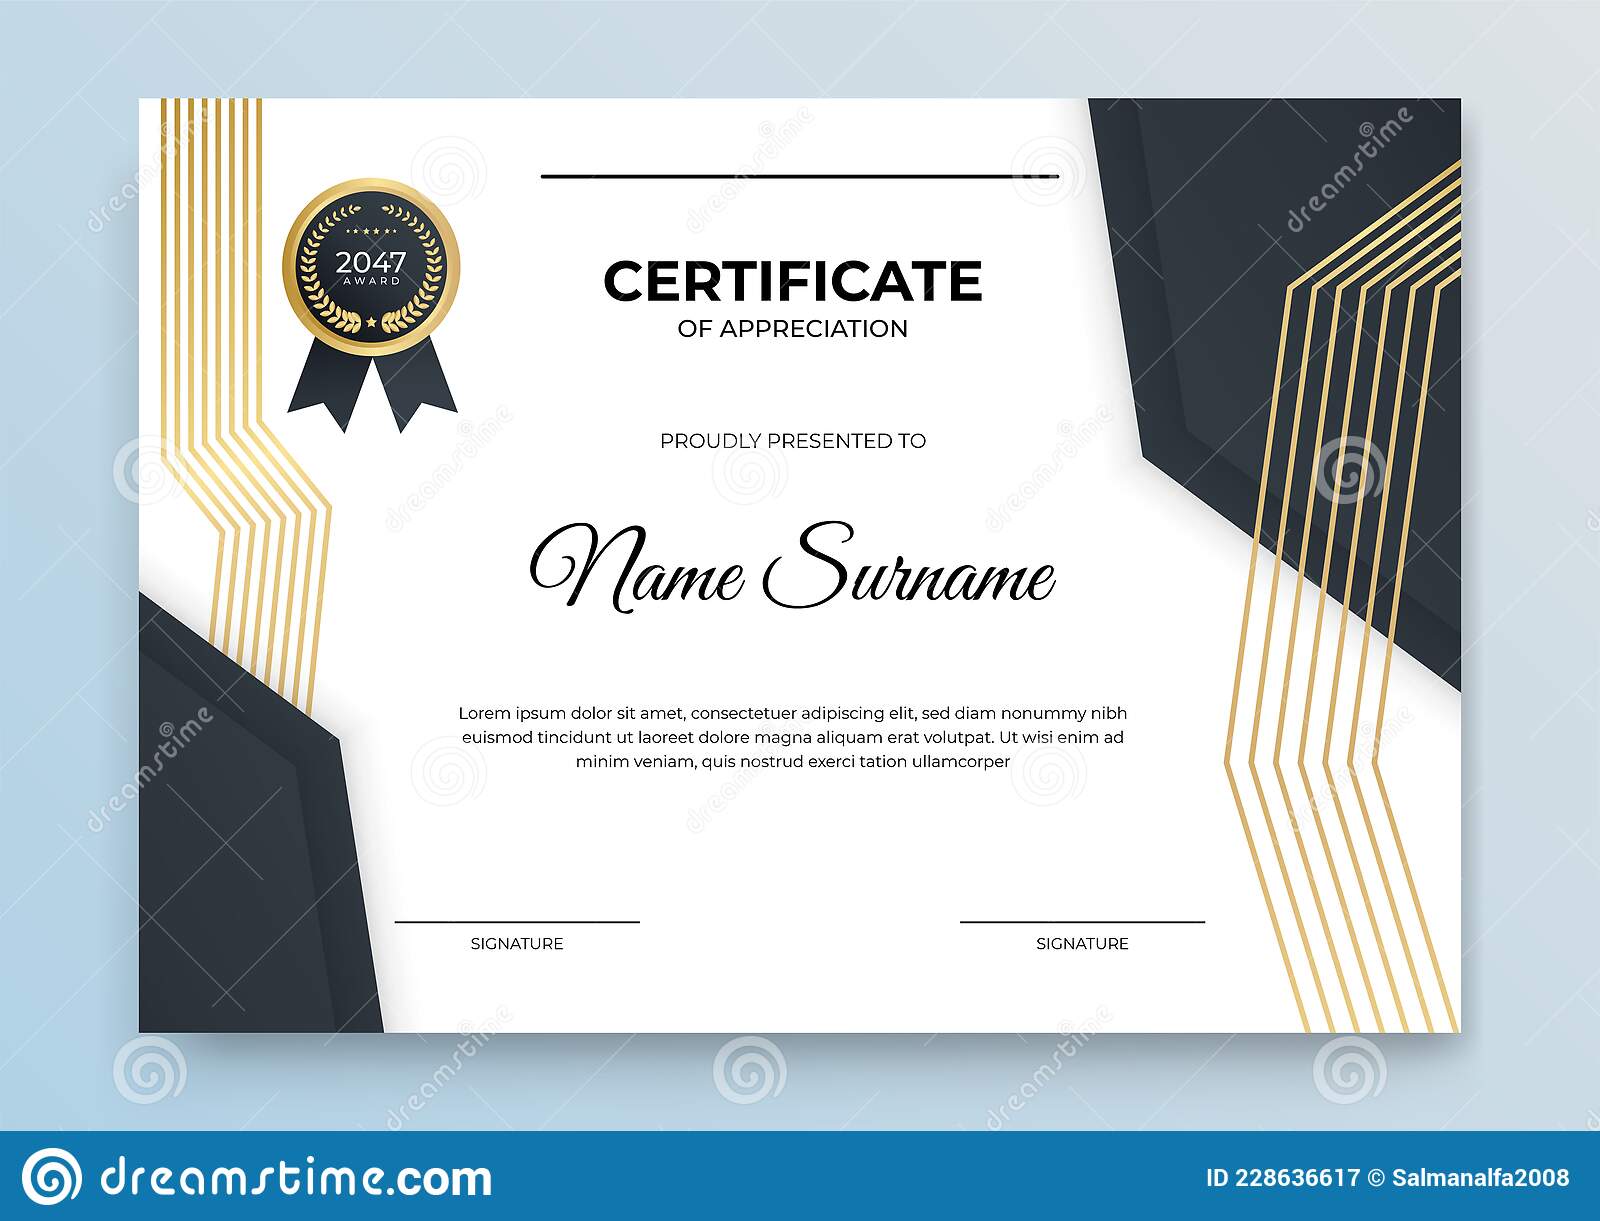 2047
AWARD
CERTIFICATE
OF APPRECIATION
PROUDLY PRESENTED TO
Name Surname
Lorem ipsum dolor sit amet, consectetuer adipiscing elit, sed diam nonummy nibh
euismod tincidunt ut laoreet dolore magna aliquam erat volutpat. Ut wisi enim ad
minim veniam, quis nostrud exerci tation ullamcorper
SIGNATURE
SIGNATURE
dreamstime.com
ID 228636617 © Salmanalfa2008